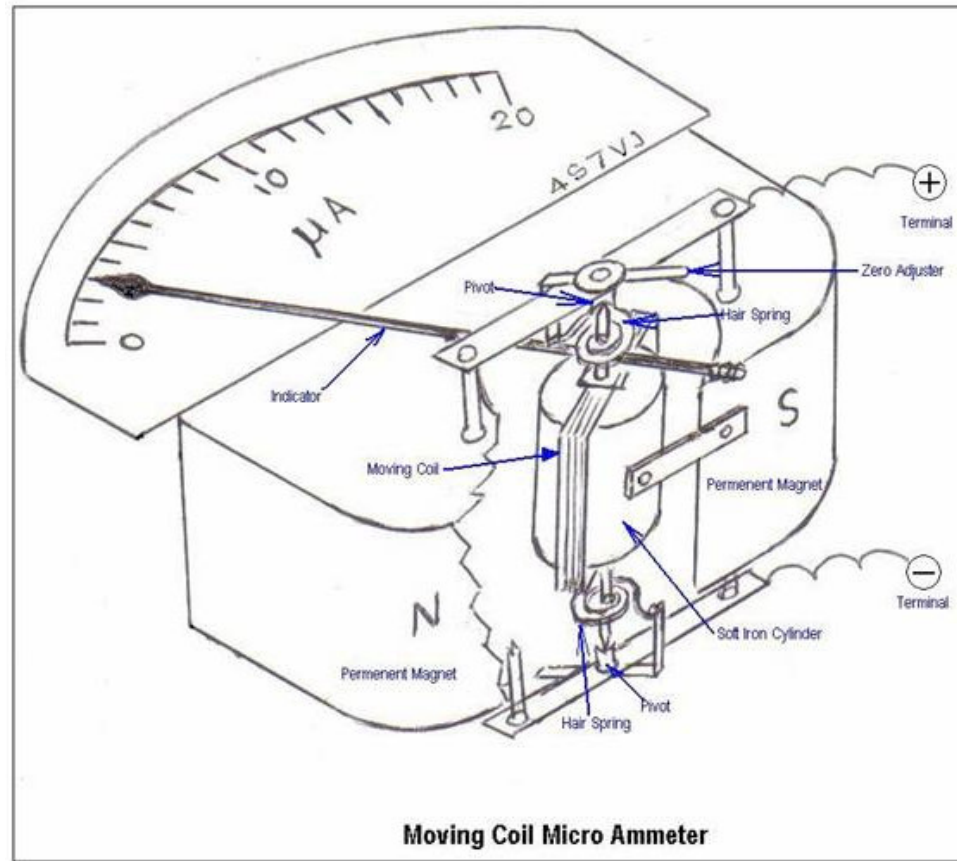 20
10
μA
4S7VJ
0
+
Terminal
Zero Adjuster
Pivot
Hair Spring
Indicator
Moving Coil
S
Permenent Magnet
−
Terminal
N
Soft Iron Cylinder
Permenent Magnet
Pivot
Hair Spring
Moving Coil Micro Ammeter